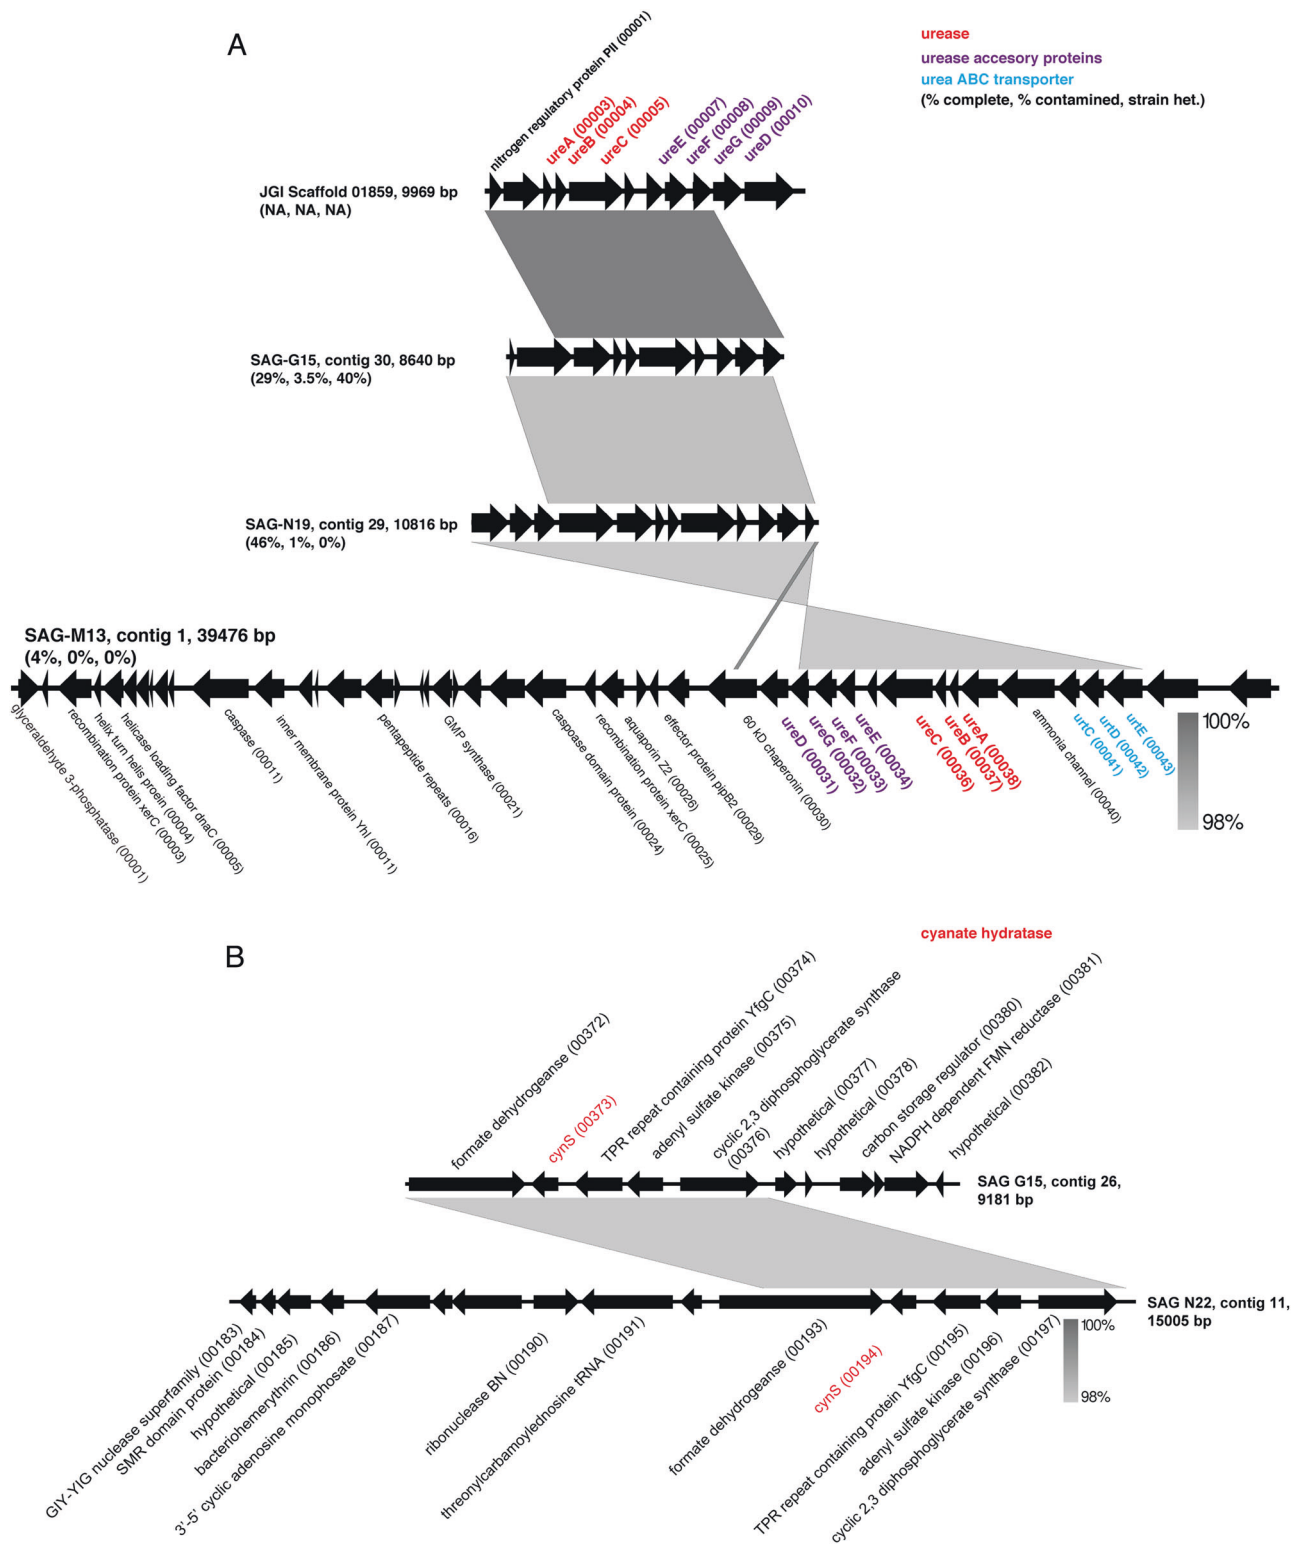 A
urease
urease accesory proteins
urea ABC transporter
(% complete, % contamined, strain het.)
nitrogen regulatory protein PII (00001)
ureA (00003)
ureB (00004)
ureC (00005)
ureE (00007)
ureF (00008)
ureG (00009)
ureD (00010)
JGI Scaffold 01859, 9969 bp
(NA, NA, NA)
SAG-G15, contig 30, 8640 bp
(29%, 3.5%, 40%)
SAG-N19, contig 29, 10816 bp
(46%, 1%, 0%)
SAG-M13, contig 1, 39476 bp
(4%, 0%, 0%)
glyceraldehyde 3-phosphatase (00001)
recombination protein xerC (00003)
helix turn helis proein (00004)
helicase loading factor dnaC (00005)
caspase (00011)
inner membrane protein YhI (00011)
pentapeptide repeats (00016)
GMP synthase (00021)
caspoase domain protein (00024)
recombination protein xerC (00025)
aquaporin Z2 (00026)
effector protein pipB2 (00029)
60 kD chaperonin (00030)
ureD (00031)
ureG (00032)
ureF (00033)
ureE (00034)
ureC (00036)
ureB (00037)
ureA (00038)
ammonia channel (00040)
urtC (00041)
urtD (00042)
urtE (00043)
100%
98%
B
cyanate hydratase
formate dehydrogeanse (00372)
cynS (00373)
TPR repeat containing protein YfgC (00374)
adenyl sulfate kinase (00375)
cyclic 2,3 diphosphoglycerate synthase
(00376)
hypothetical (00377)
hypothetical (00378)
carbon storage regulator (00380)
NADPH dependent FMN reductase (00381)
hypothetical (00382)
SAG G15, contig 26,
9181 bp
SAG N22, contig 11,
15005 bp
100%
98%
GIY-YIG nuclease superfamily (00183)
SMR domain protein (00184)
hypothetical (00185)
bacteriohemerythrin (00186)
3'-5' cyclic adenosine monophosate (00187)
ribonuclease BN (00190)
threonylcarbamoylednosine tRNA (00191)
formate dehydrogeanse (00193)
cynS (00194)
TPR repeat containing protein YfgC (00195)
adenyl sulfate kinase (00196)
cyclic 2,3 diphosphoglycerate synthase (00197)